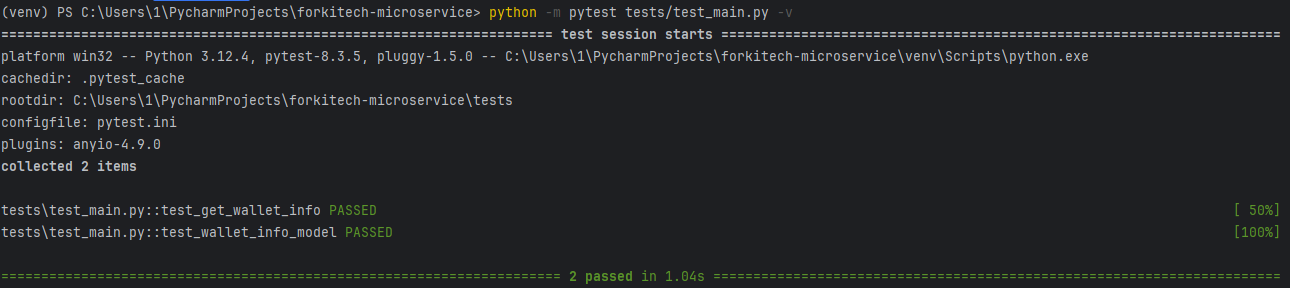 (venv) PS C:\Users\1\PycharmProjects\forkitech-microservice> python -m pytest tests/test_main.py -v
===================================================================== test session starts ======================================================================
platform win32 -- Python 3.12.4, pytest-8.3.5, pluggy-1.5.0 -- C:\Users\1\PycharmProjects\forkitech-microservice\venv\Scripts\python.exe
cachedir: .pytest_cache
rootdir: C:\Users\1\PycharmProjects\forkitech-microservice\tests
configfile: pytest.ini
plugins: anyio-4.9.0
collected 2 items
tests\test_main.py::test_get_wallet_info PASSED [ 50%]
tests\test_main.py::test_wallet_info_model PASSED [100%]
====================================================================== 2 passed in 1.04s =======================================================================